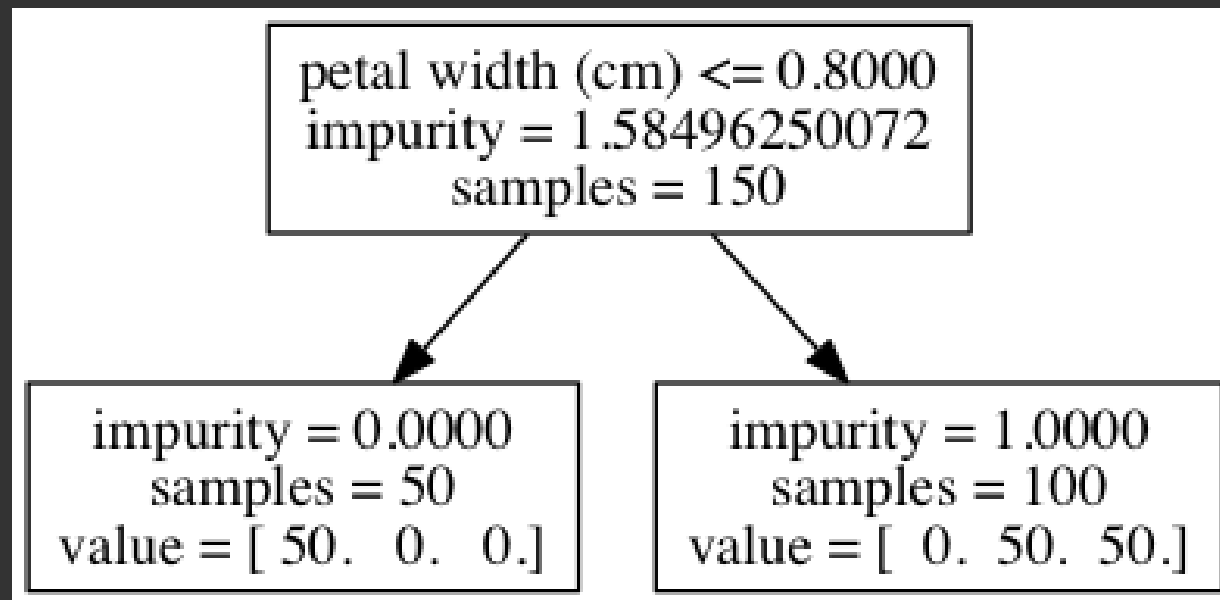 petal width (cm) <= 0.8000
impurity = 1.58496250072
samples = 150
impurity = 0.0000
samples = 50
value = [ 50.   0.   0.]
impurity = 1.0000
samples = 100
value = [  0.  50.  50.]